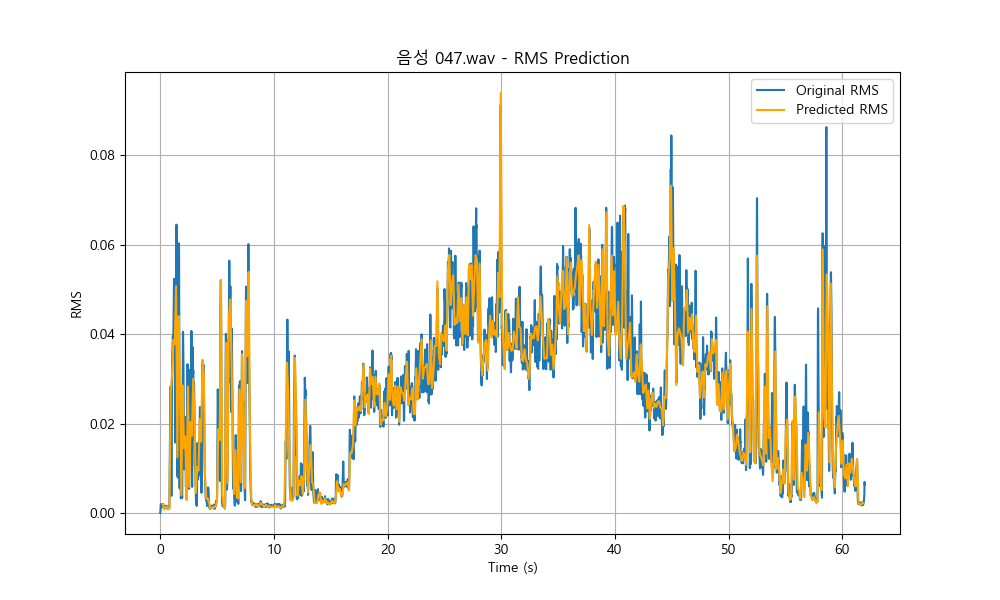 음성 047.wav - RMS Prediction
Original RMS
Predicted RMS
RMS
0.08
0.06
0.04
0.02
0.00
0 10 20 30 40 50 60
Time (s)